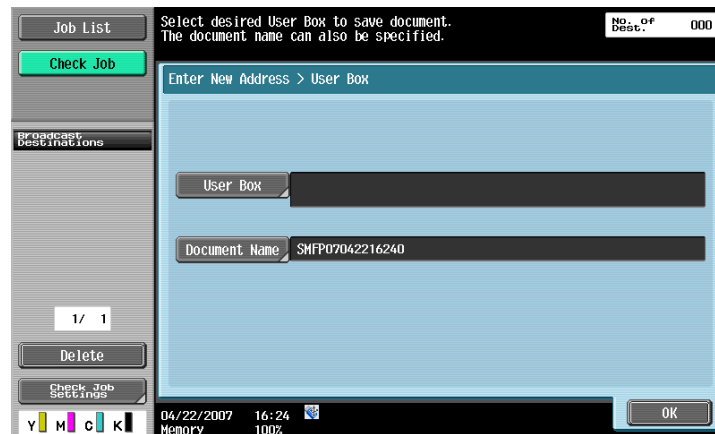 Job List
Check Job
Select desired User Box to save document.
The document name can also be specified.
No. of
Dest.
000
Enter New Address > User Box
Broadcast
Destinations
User Box
Document Name
SMFP07042216240
1/ 1
Delete
Check Job
Settings
Y M C K
04/22/2007 16:24
Memory 100%
OK